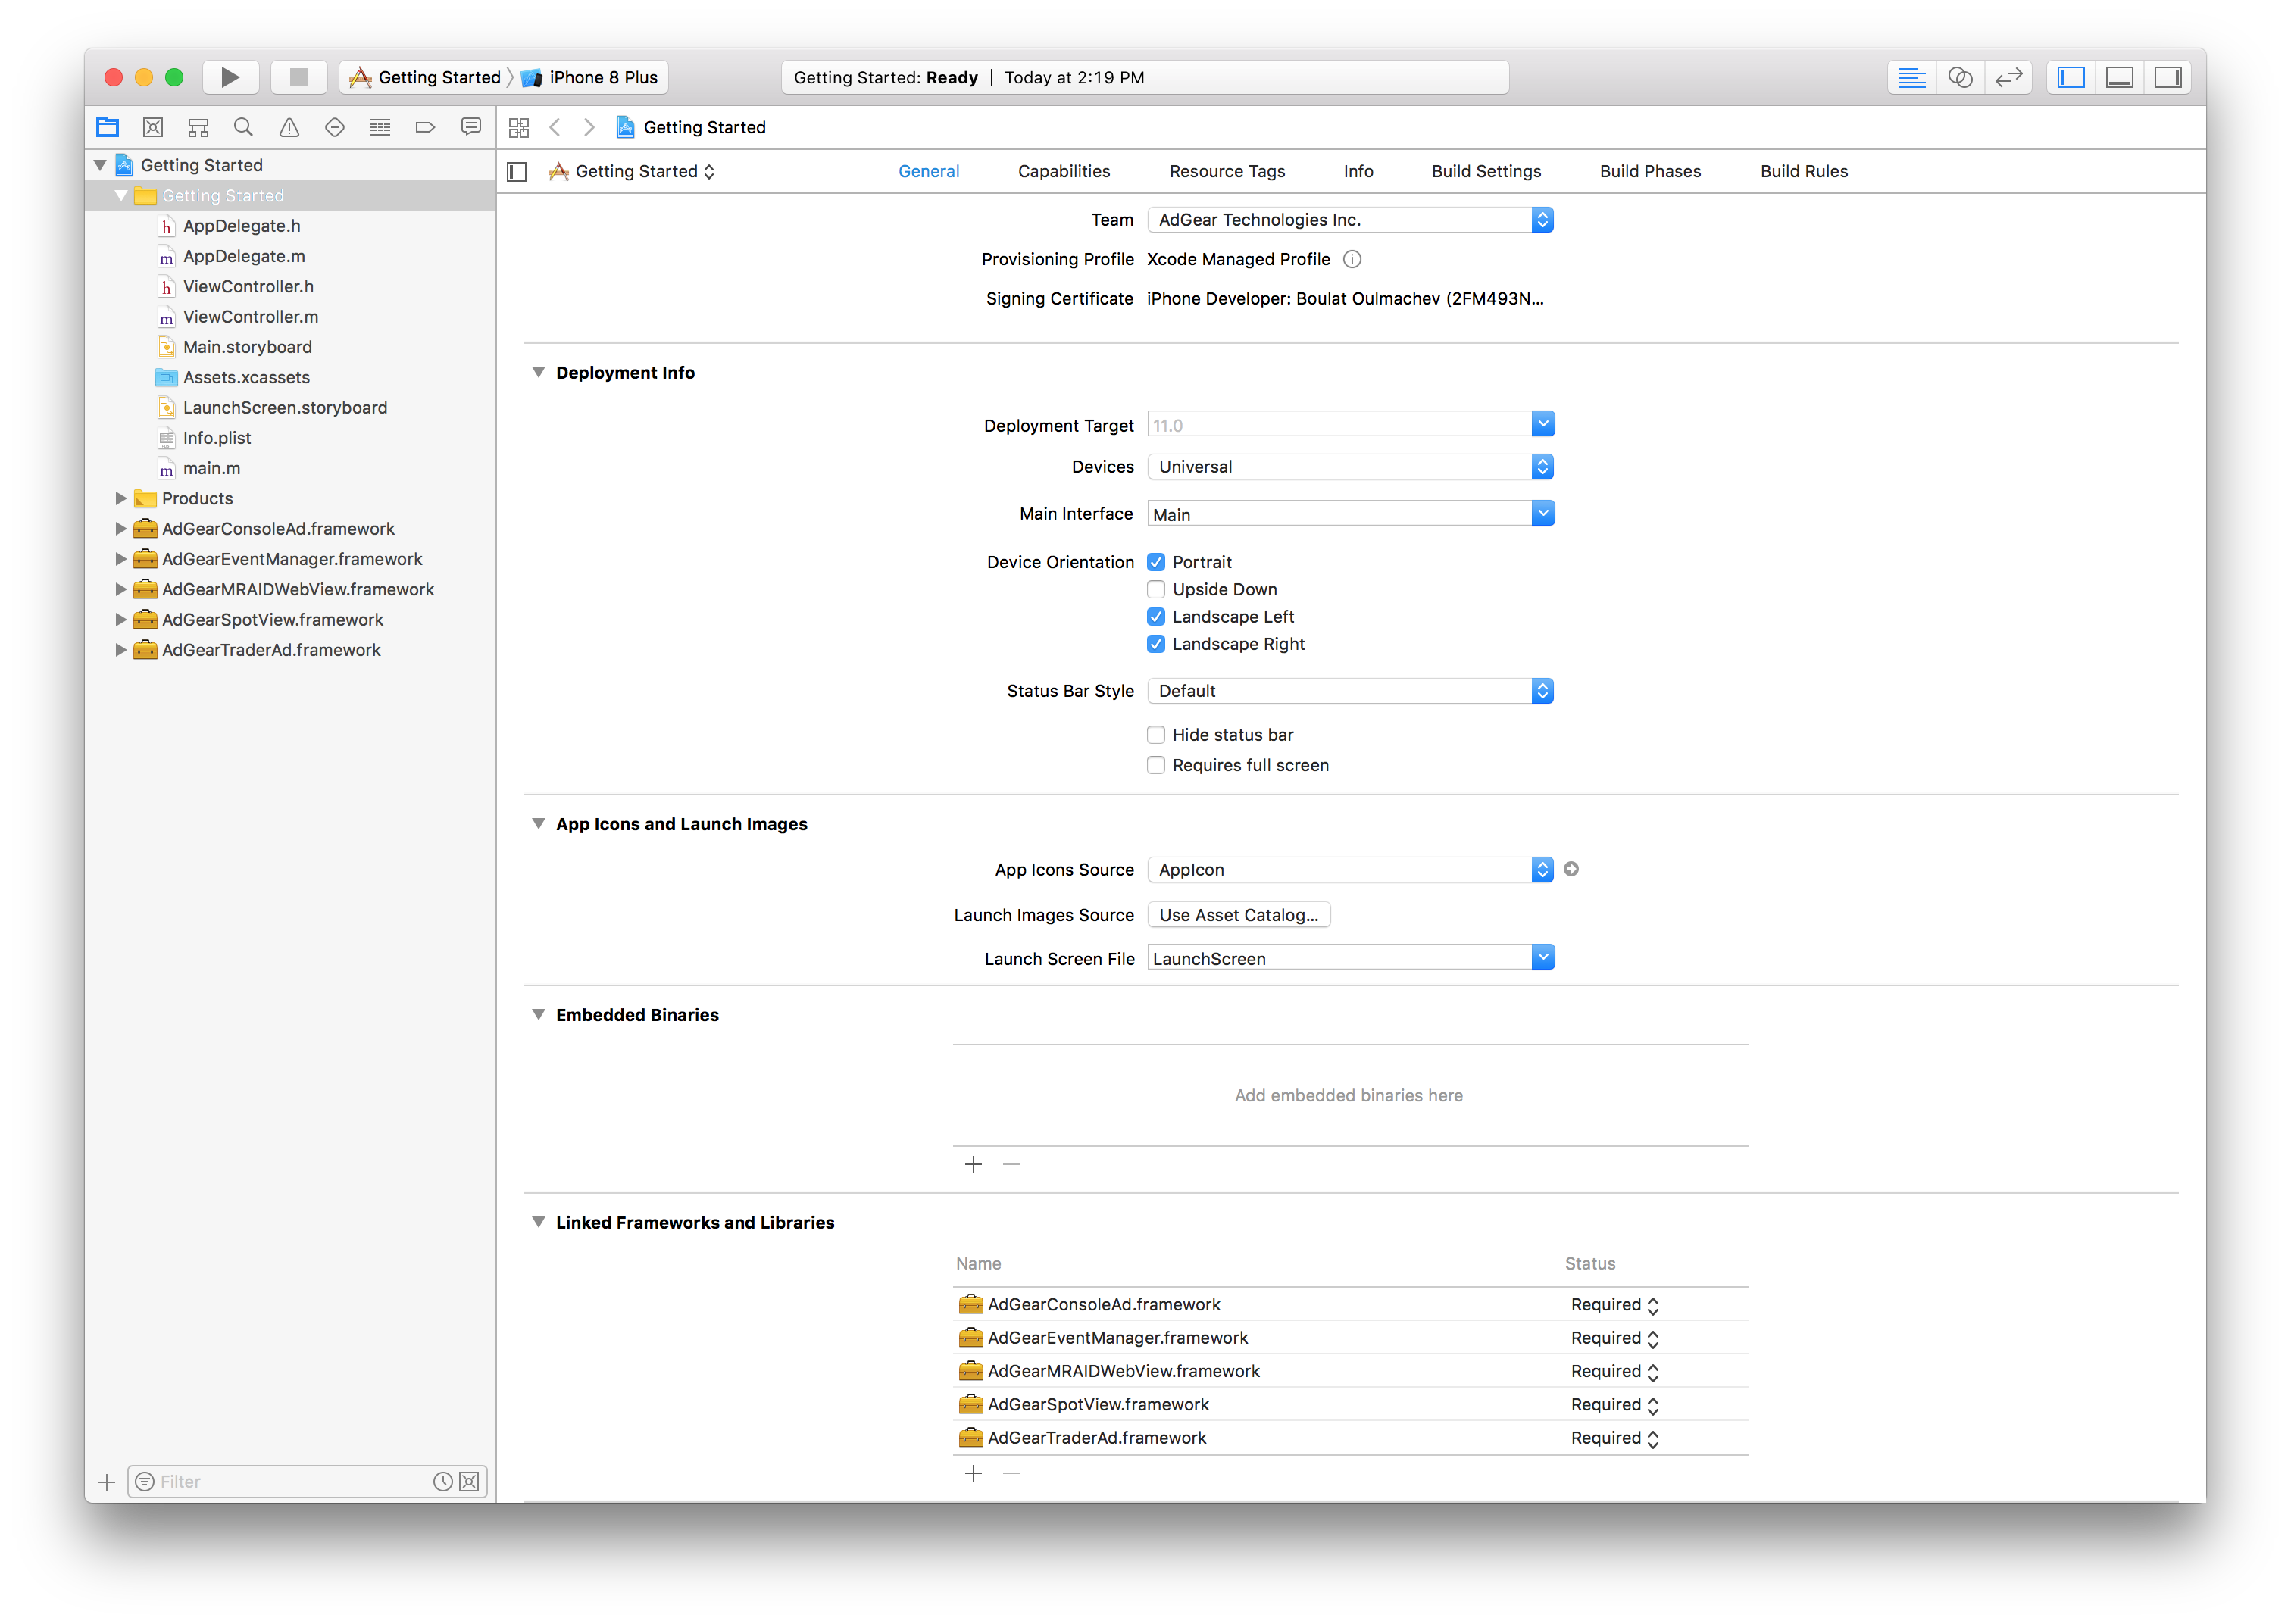 Getting Started iPhone 8 Plus
Getting Started: Ready | Today at 2:19 PM
Getting Started
Getting Started
Getting Started
AppDelegate.h
AppDelegate.m
ViewController.h
ViewController.m
Main.storyboard
Assets.xcassets
LaunchScreen.storyboard
Info.plist
main.m
Products
AdGearConsoleAd.framework
AdGearEventManager.framework
AdGearMRAIDWebView.framework
AdGearSpotView.framework
AdGearTraderAd.framework
Filter
Getting Started General Capabilities Resource Tags Info Build Settings Build Phases Build Rules
Team AdGear Technologies Inc.
Provisioning Profile Xcode Managed Profile
Signing Certificate iPhone Developer: Boulat Oulmachev (2FM493N...
Deployment Info
Deployment Target 11.0
Devices Universal
Main Interface Main
Device Orientation Portrait
Upside Down
Landscape Left
Landscape Right
Status Bar Style Default
Hide status bar
Requires full screen
App Icons and Launch Images
App Icons Source AppIcon
Launch Images Source Use Asset Catalog...
Launch Screen File LaunchScreen
Embedded Binaries
Add embedded binaries here
Linked Frameworks and Libraries
Name Status
AdGearConsoleAd.framework Required
AdGearEventManager.framework Required
AdGearMRAIDWebView.framework Required
AdGearSpotView.framework Required
AdGearTraderAd.framework Required